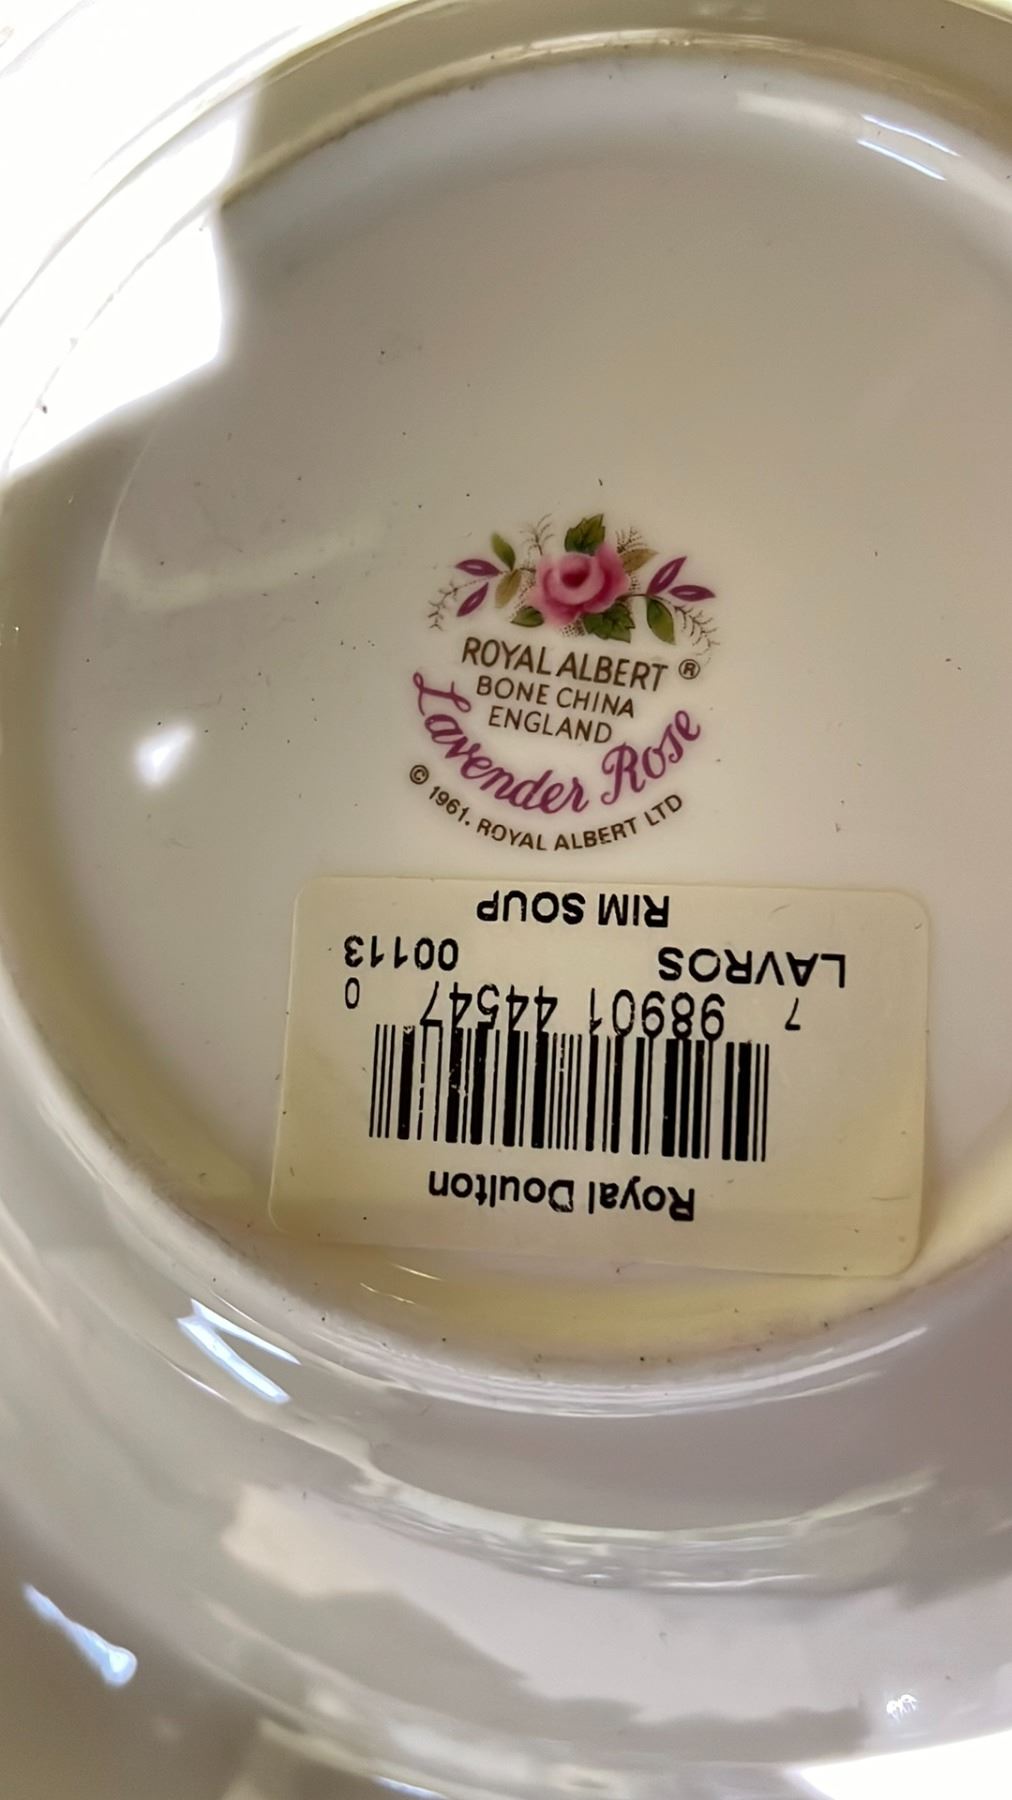 ROYAL ALBERT ®
BONE CHINA
ENGLAND
Lavender Rose
© 1961. ROYAL ALBERT LTD
Royal Doulton
7 98901 44547 0
LAVROS 00113
RIM SOUP